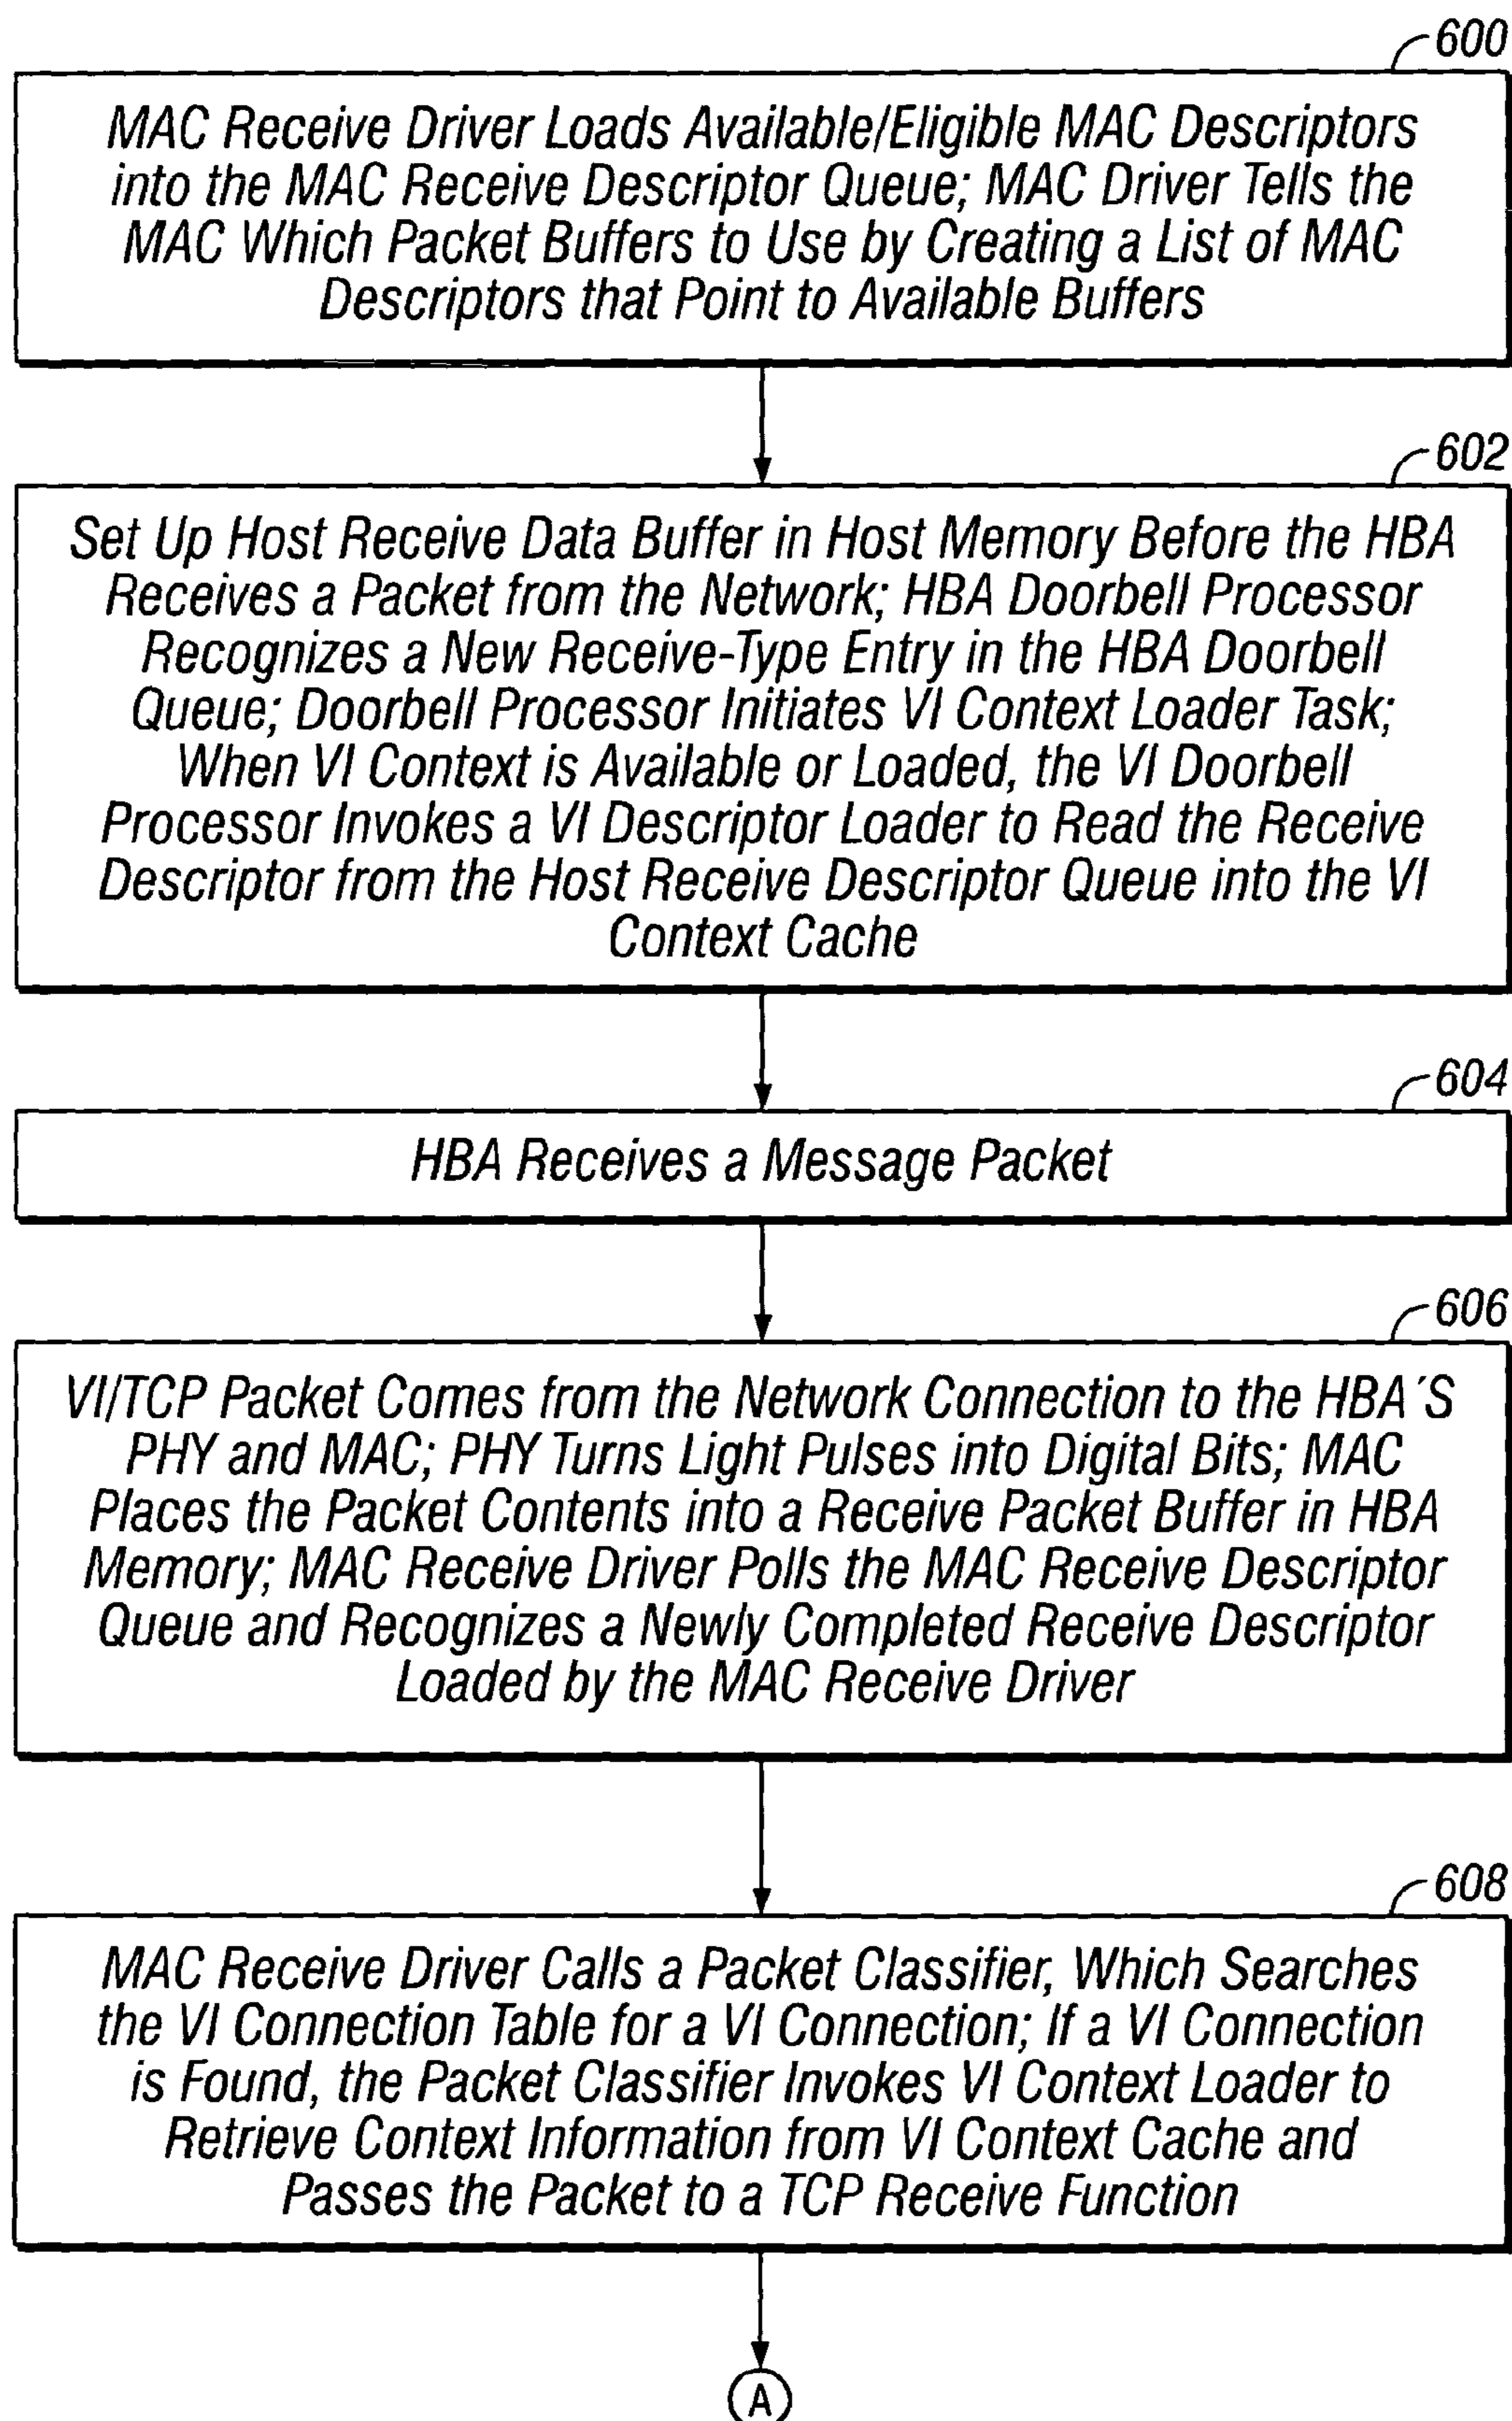 600
MAC Receive Driver Loads Available/Eligible MAC Descriptors
into the MAC Receive Descriptor Queue; MAC Driver Tells the
MAC Which Packet Buffers to Use by Creating a List of MAC
Descriptors that Point to Available Buffers
602
Set Up Host Receive Data Buffer in Host Memory Before the HBA
Receives a Packet from the Network; HBA Doorbell Processor
Recognizes a New Receive-Type Entry in the HBA Doorbell
Queue; Doorbell Processor Initiates VI Context Loader Task;
When VI Context is Available or Loaded, the VI Doorbell
Processor Invokes a VI Descriptor Loader to Read the Receive
Descriptor from the Host Receive Descriptor Queue into the VI
Context Cache
604
HBA Receives a Message Packet
606
VI/TCP Packet Comes from the Network Connection to the HBA´S
PHY and MAC; PHY Turns Light Pulses into Digital Bits; MAC
Places the Packet Contents into a Receive Packet Buffer in HBA
Memory; MAC Receive Driver Polls the MAC Receive Descriptor
Queue and Recognizes a Newly Completed Receive Descriptor
Loaded by the MAC Receive Driver
608
MAC Receive Driver Calls a Packet Classifier, Which Searches
the VI Connection Table for a VI Connection; If a VI Connection
is Found, the Packet Classifier Invokes VI Context Loader to
Retrieve Context Information from VI Context Cache and
Passes the Packet to a TCP Receive Function
A